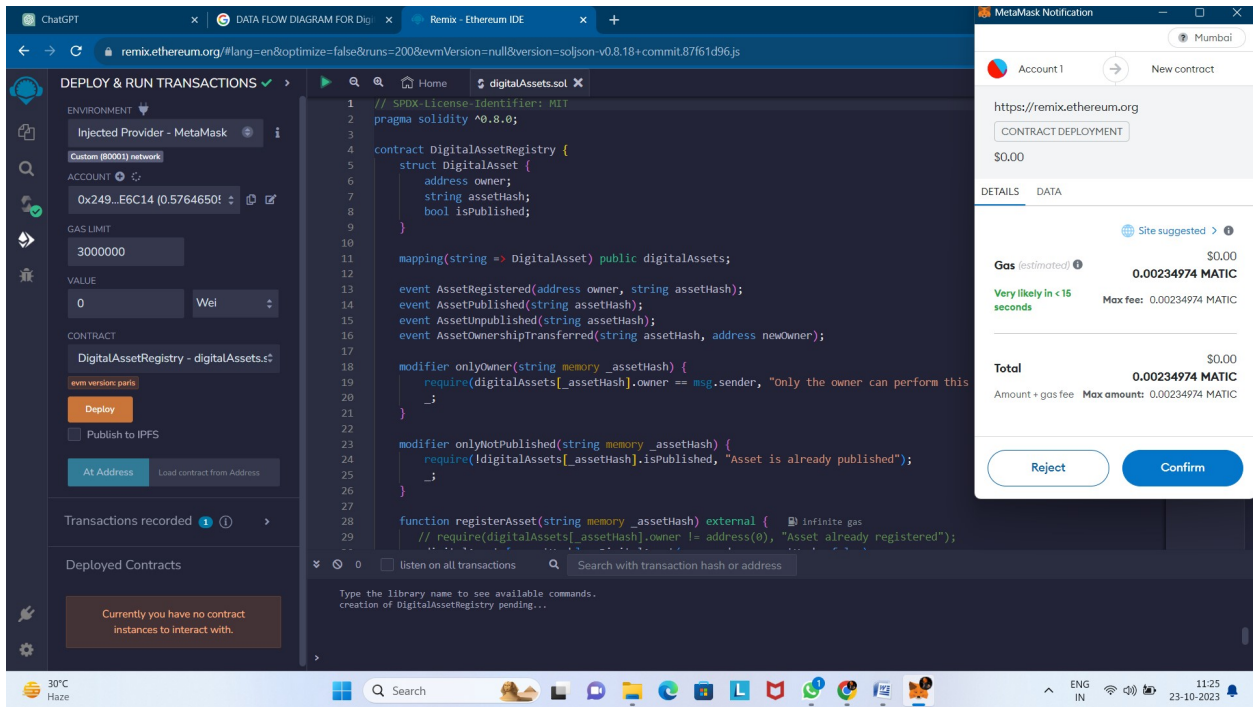 ChatGPT
DATA FLOW DIAGRAM FOR Dig
Remix - Ethereum IDE
remix.ethereum.org/#lang=en&optimize=false&runs=200&evmVersion=null&version=soljson-v0.8.18+commit.87f61d96.js
DEPLOY & RUN TRANSACTIONS
ENVIRONMENT
Injected Provider - MetaMask
Custom (80001) network
ACCOUNT
0x249...E6C14 (0.5764650
GAS LIMIT
3000000
VALUE
0 Wei
CONTRACT
DigitalAssetRegistry - digitalAssets.s
evm version: paris
Deploy
Publish to IPFS
At Address Load contract from Address
Transactions recorded 1
Deployed Contracts
Currently you have no contract
instances to interact with.
Home digitalAssets.sol
1 // SPDX-License-Identifier: MIT
2 pragma solidity ^0.8.0;
3
4 contract DigitalAssetRegistry {
5 struct DigitalAsset {
6 address owner;
7 string assetHash;
8 bool isPublished;
9 }
10
11 mapping(string => DigitalAsset) public digitalAssets;
12
13 event AssetRegistered(address owner, string assetHash);
14 event AssetPublished(string assetHash);
15 event AssetUnpublished(string assetHash);
16 event AssetOwnershipTransferred(string assetHash, address newOwner);
17
18 modifier onlyOwner(string memory _assetHash) {
19 require(digitalAssets[_assetHash].owner == msg.sender, "Only the owner can perform this
20 _;
21 }
22
23 modifier onlyNotPublished(string memory _assetHash) {
24 require(!digitalAssets[_assetHash].isPublished, "Asset is already published");
25 _;
26 }
27
28 function registerAsset(string memory _assetHash) external { infinite gas
29 // require(digitalAssets[_assetHash].owner != address(0), "Asset already registered");
0 listen on all transactions Search with transaction hash or address
Type the library name to see available commands.
creation of DigitalAssetRegistry pending...
>
MetaMask Notification
Mumbai
Account 1 New contract
https://remix.ethereum.org
CONTRACT DEPLOYMENT
$0.00
DETAILS DATA
Site suggested >
Gas (estimated) $0.00
0.00234974 MATIC
Very likely in < 15
seconds
Max fee: 0.00234974 MATIC
Total $0.00
0.00234974 MATIC
Amount + gas fee Max amount: 0.00234974 MATIC
Reject Confirm
30°C
Haze
Search
ENG
IN
11:25
23-10-2023